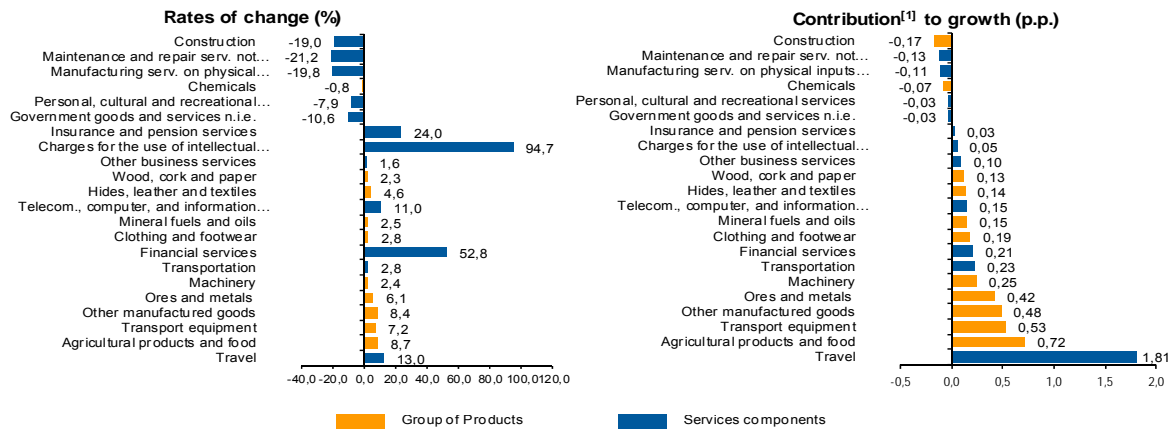 Rates of change (%)
Construction -19,0
Maintenance and repair serv. not... -21,2
Manufacturing serv. on physical... -19,8
Chemicals -0,8
Personal, cultural and recreational... -7,9
Government goods and services n.i.e. -10,6
Insurance and pension services 24,0
Charges for the use of intellectual... 94,7
Other business services 1,6
Wood, cork and paper 2,3
Hides, leather and textiles 4,6
Telecom., computer, and information... 11,0
Mineral fuels and oils 2,5
Clothing and footwear 2,8
Financial services 52,8
Transportation 2,8
Machinery 2,4
Ores and metals 6,1
Other manufactured goods 8,4
Transport equipment 7,2
Agricultural products and food 8,7
Travel 13,0
-40,0 -20,0 0,0 20,0 40,0 60,0 80,0 100,0 120,0
Contribution[1] to growth (p.p.)
Construction -0,17
Maintenance and repair serv. not... -0,13
Manufacturing serv. on physical inputs... -0,11
Chemicals -0,07
Personal, cultural and recreational services -0,03
Government goods and services n.i.e. -0,03
Insurance and pension services 0,03
Charges for the use of intellectual... 0,05
Other business services 0,10
Wood, cork and paper 0,13
Hides, leather and textiles 0,14
Telecom., computer, and information... 0,15
Mineral fuels and oils 0,15
Clothing and footwear 0,19
Financial services 0,21
Transportation 0,23
Machinery 0,25
Ores and metals 0,42
Other manufactured goods 0,48
Transport equipment 0,53
Agricultural products and food 0,72
Travel 1,81
-0,5 0,0 0,5 1,0 1,5 2,0
Group of Products
Services components